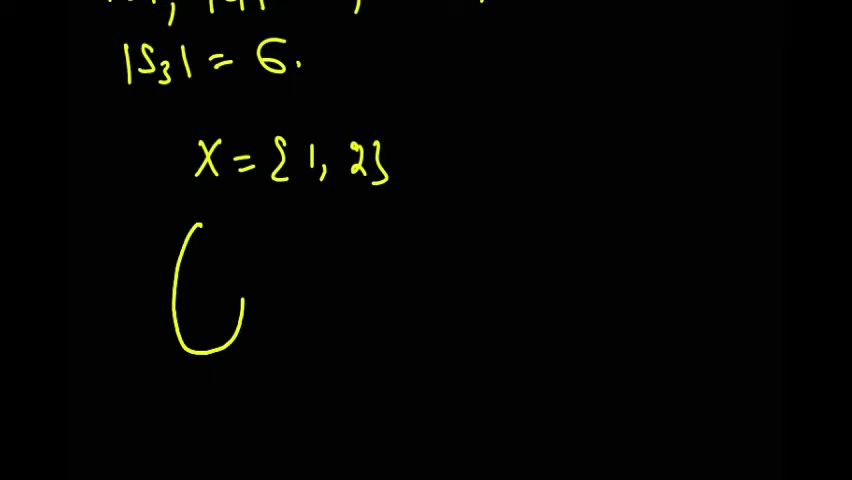 |S₃| = 6.
X = {1, 2}